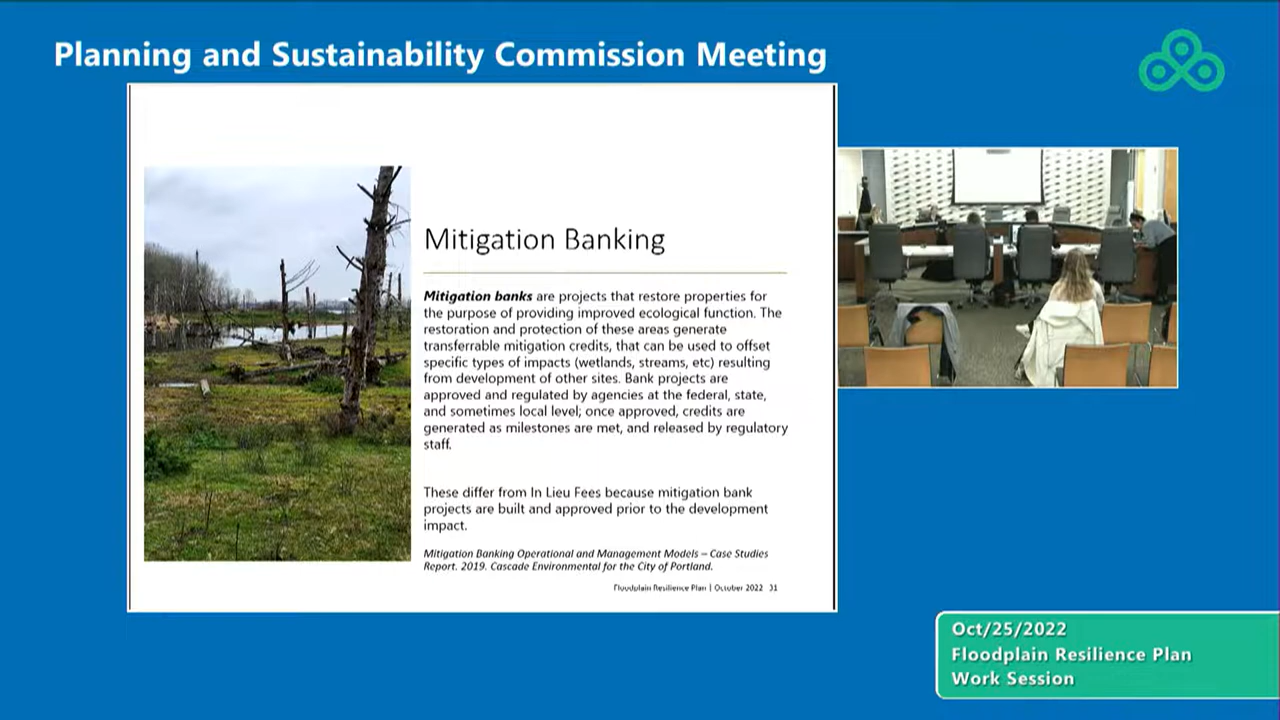 Planning and Sustainability Commission Meeting
Mitigation Banking
Mitigation banks are projects that restore properties for
the purpose of providing improved ecological function. The
restoration and protection of these areas generate
transferrable mitigation credits, that can be used to offset
specific types of impacts (wetlands, streams, etc) resulting
from development of other sites. Bank projects are
approved and regulated by agencies at the federal, state,
and sometimes local level; once approved, credits are
generated as milestones are met, and released by regulatory
staff.
These differ from In Lieu Fees because mitigation bank
projects are built and approved prior to the development
impact.
Mitigation Banking Operational and Management Models – Case Studies
Report. 2019. Cascade Environmental for the City of Portland.
Floodplain Resilience Plan | October 2022 31
Oct/25/2022
Floodplain Resilience Plan
Work Session